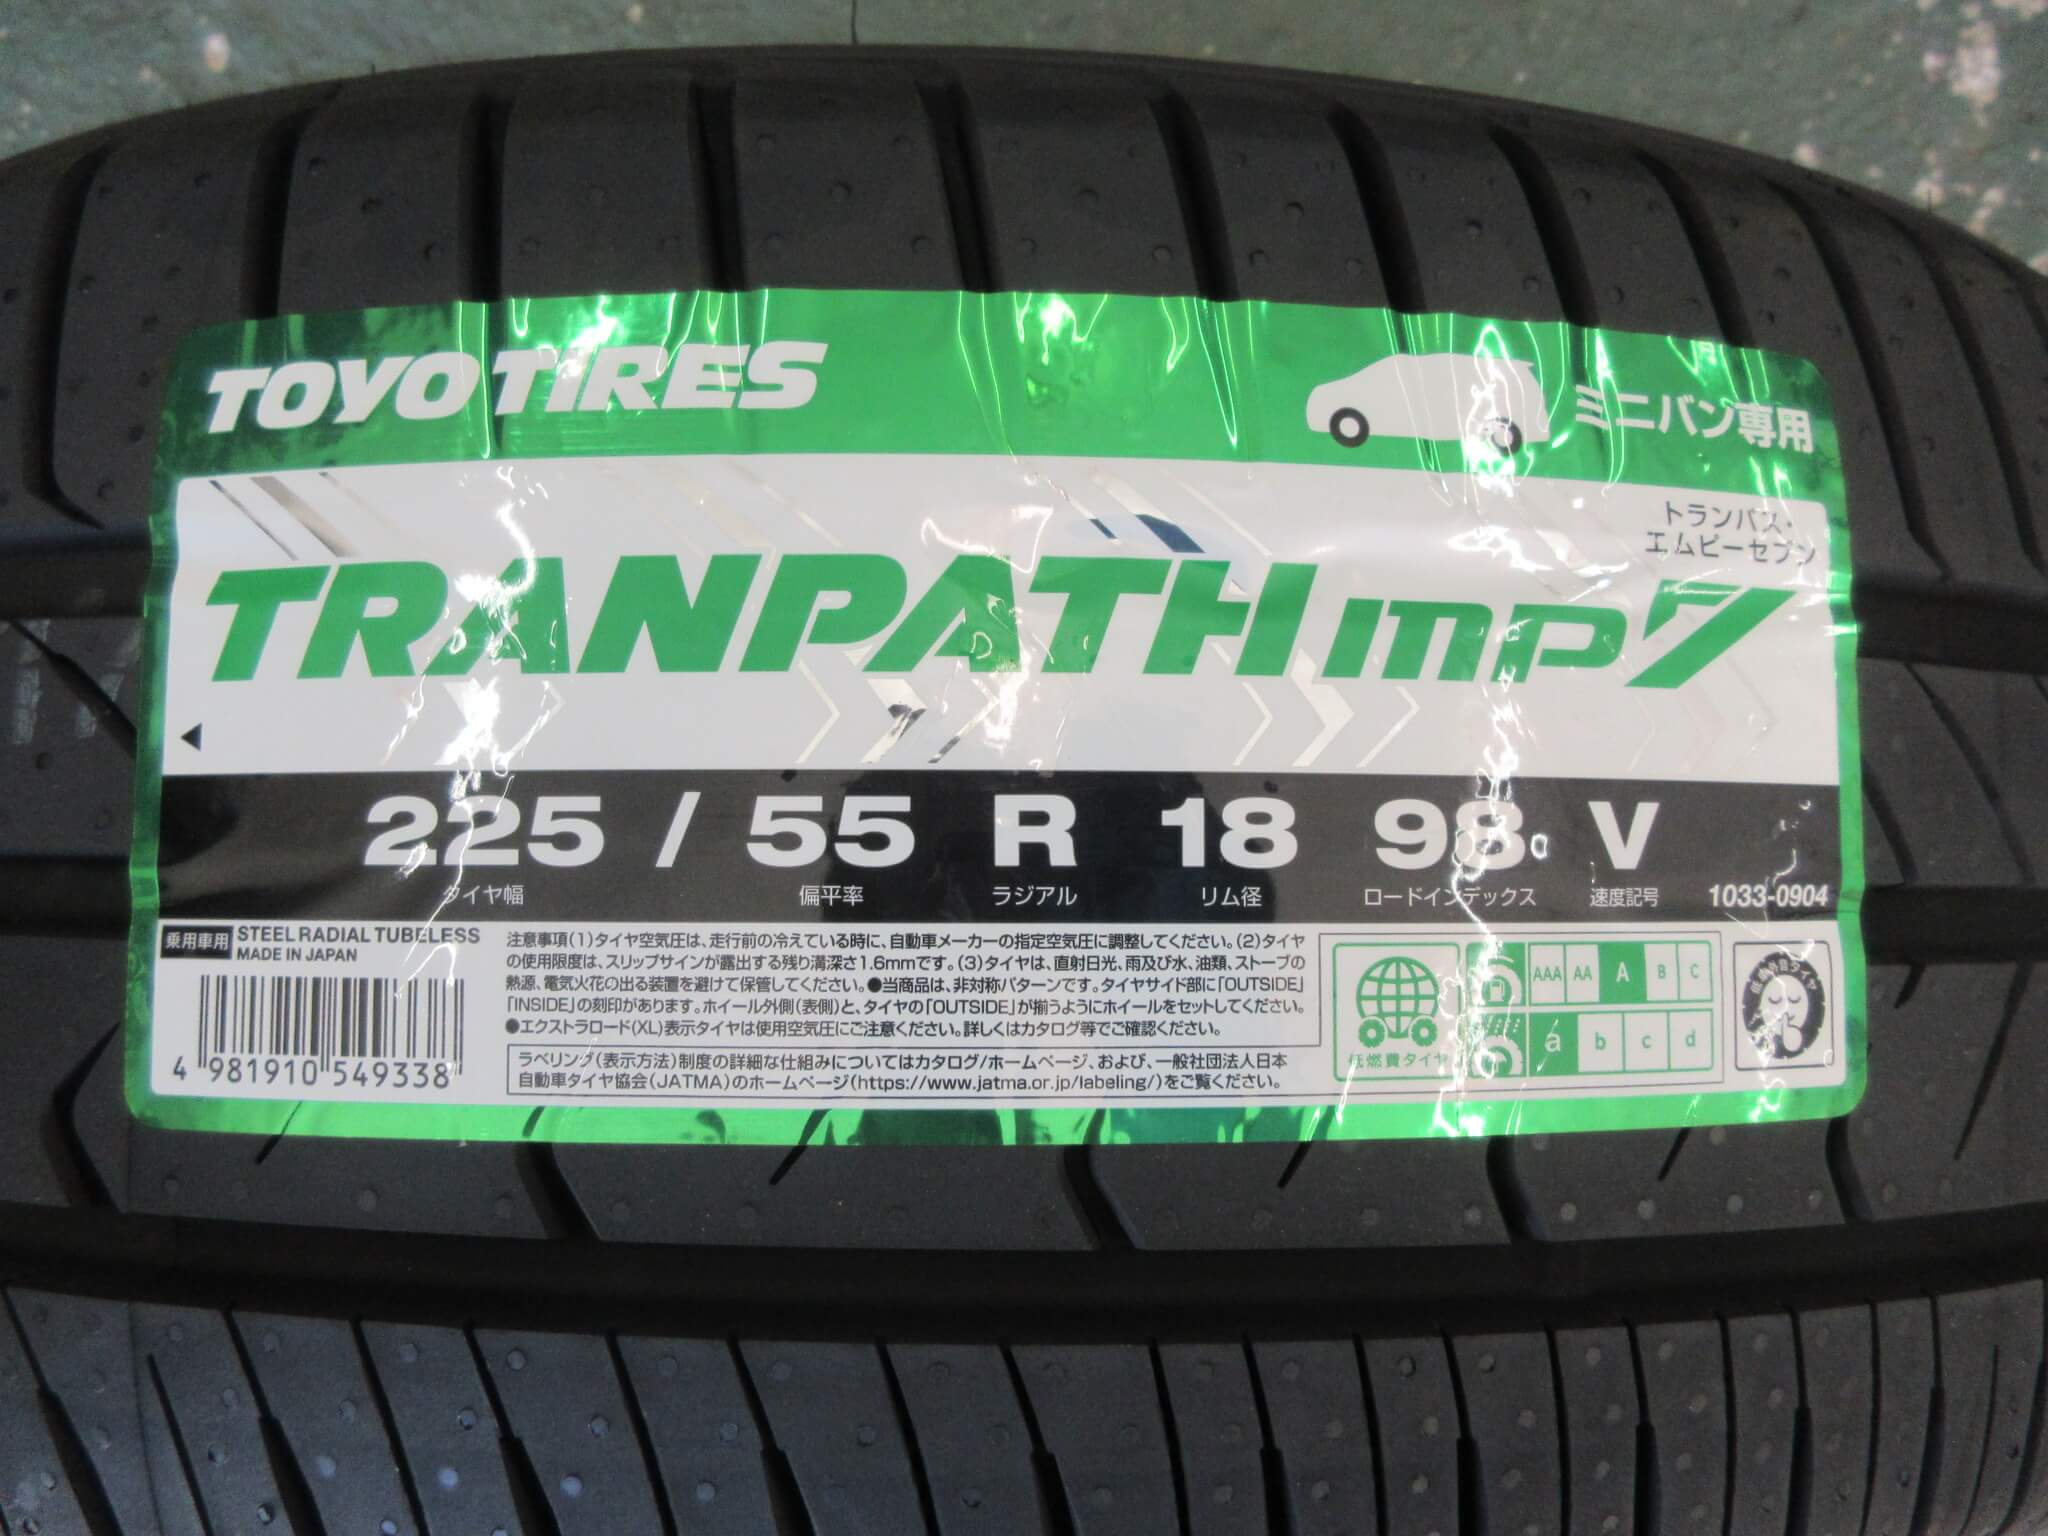 TOYO TIRES
ミニバン専用
トランパス・
エムピーセブン
TRANPATH mp7
225 / 55 R 18 98 V
タイヤ幅 偏平率 ラジアル リム径 ロードインデックス 速度記号 1033-0904
乗用車用 STEEL RADIAL TUBELESS
MADE IN JAPAN
4 981910 549338
注意事項(1)タイヤ空気圧は、走行前の冷えている時に、自動車メーカーの指定空気圧に調整してください。(2)タイヤ
の使用限度は、スリップサインが露出する残り溝深さ1.6mmです。(3)タイヤは、直射日光、雨及び水、油類、ストーブの
熱源、電気火花の出る装置を避けて保管してください。●当商品は、非対称パターンです。タイヤサイド部に「OUTSIDE」
「INSIDE」の刻印があります。ホイール外側(表側)と、タイヤの「OUTSIDE」が揃うようにホイールをセットしてください。
●エクストラロード(XL)表示タイヤは使用空気圧にご注意ください。詳しくはカタログ等でご確認ください。
ラベリング(表示方法)制度の詳細な仕組みについてはカタログ/ホームページ、および、一般社団法人日本
自動車タイヤ協会(JATMA)のホームページ(https://www.jatma.or.jp/labeling/)をご覧ください。
低燃費タイヤ
AAA AA A B C
a b c d
低車外音タイヤ